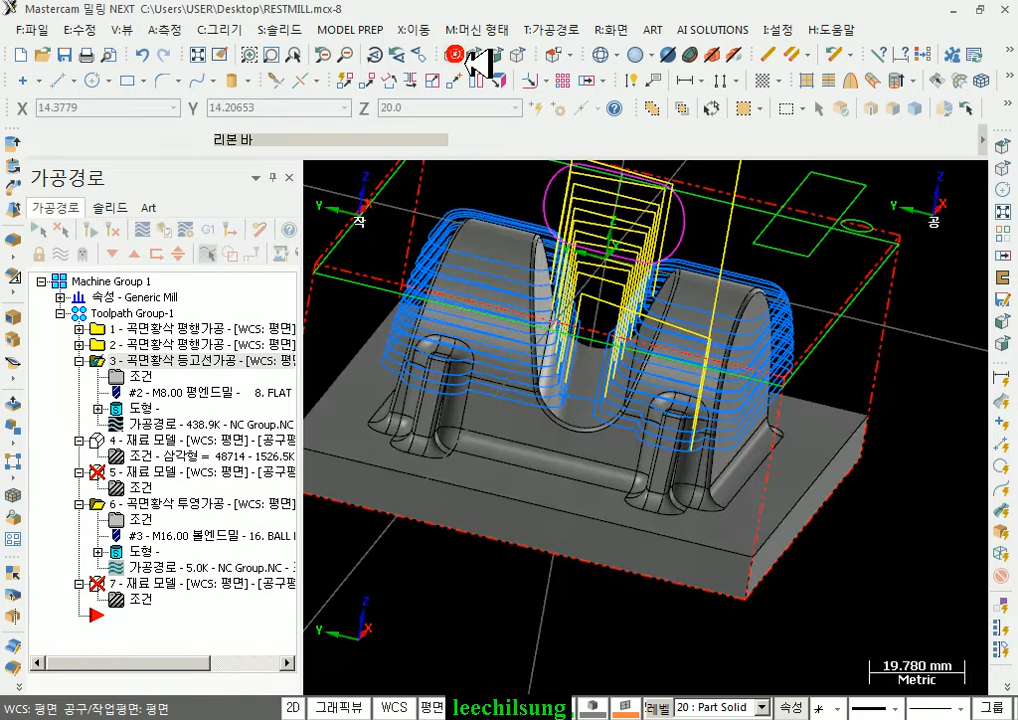 Mastercam 밀링 NEXT C:\Users\USER\Desktop\RESTMILL.mcx-8
F:파일 E:수정 V:뷰 A:측정 C:그리기 S:솔리드 MODEL PREP X:이동 M:머신 형태 T:가공경로 R:화면 ART AI SOLUTIONS I:설정 H:도움말
X 14.3779 Y 14.20653 Z 20.0
리본 바
가공경로
가공경로 솔리드 Art
G1
Machine Group 1
속성 - Generic Mill
Toolpath Group-1
1 - 곡면황삭 평행가공 - [WCS: 평면]
2 - 곡면황삭 평행가공 - [WCS: 평면]
3 - 곡면황삭 등고선가공 - [WCS: 평면
조건
#2 - M8.00 평엔드밀 - 8. FLAT
도형 -
가공경로 - 438.9K - NC Group.NC
4 - 재료 모델 - [WCS: 평면] - [공구평
조건 - 삼각형 = 48714 - 1526.5K
5 - 재료 모델 - [WCS: 평면] - [공구평
조건
6 - 곡면황삭 투영가공 - [WCS: 평면]
조건
#3 - M16.00 볼엔드밀 - 16. BALL
도형 -
가공경로 - 5.0K - NC Group.NC -
7 - 재료 모델 - [WCS: 평면] - [공구평
조건
Z Y X 작
Z Y X 공
Z Y X
19.780 mm
Metric
WCS: 평면 공구/작업평면: 평면 2D 그래픽뷰 WCS 평면 leechilsung 레벨 20 : Part Solid 속성 그룹